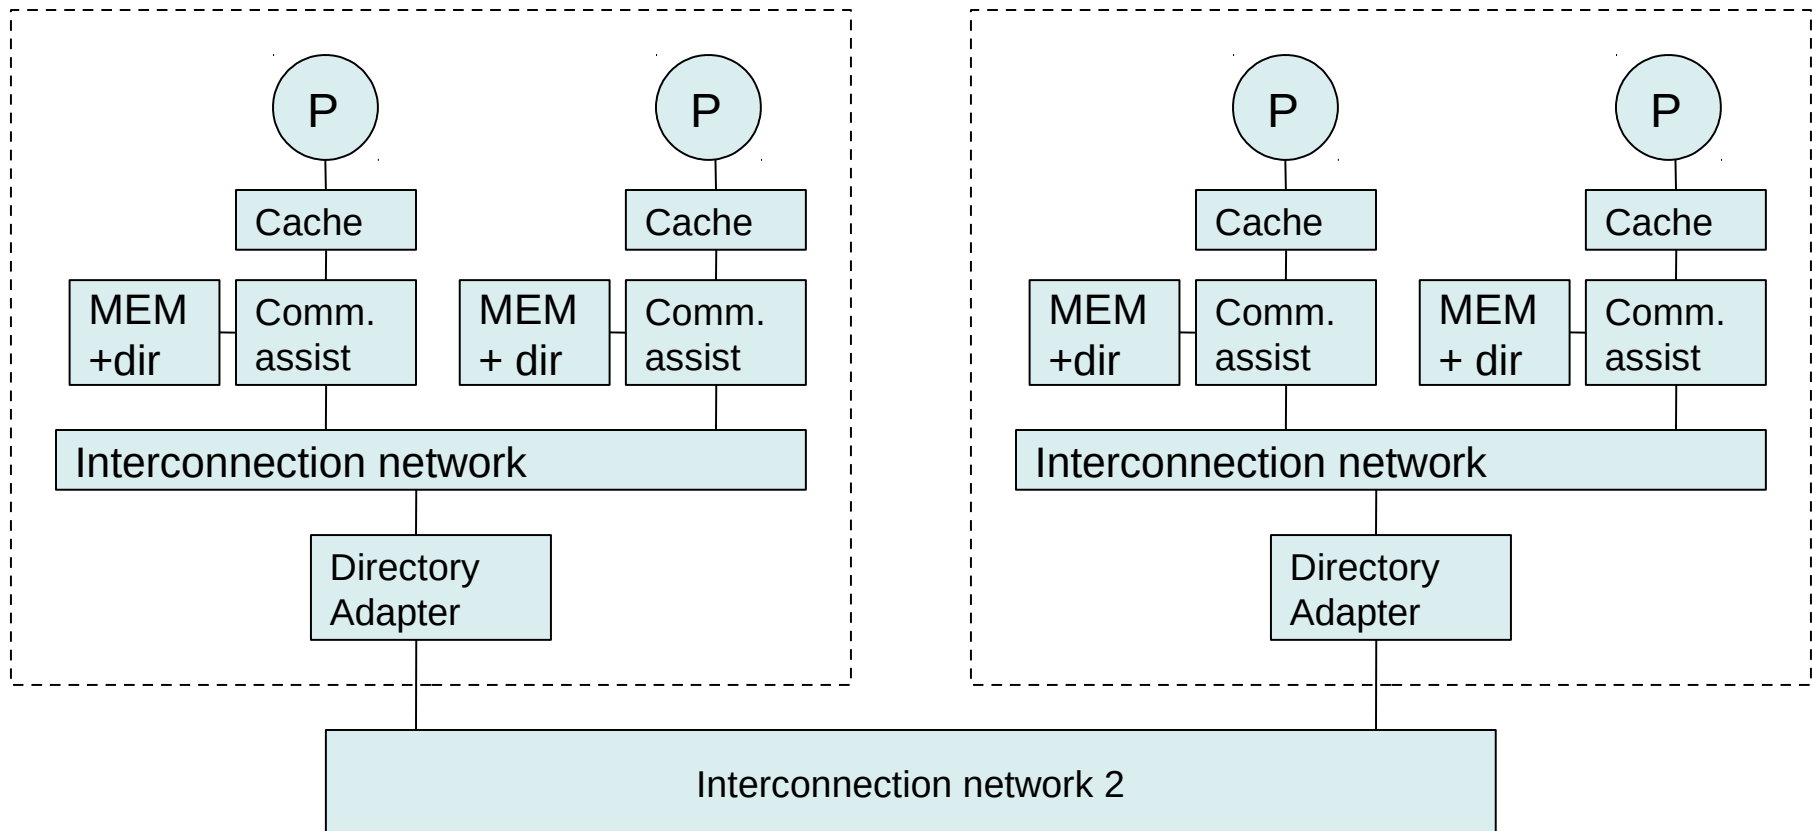 P P P P
Cache Cache Cache Cache
MEM +dir Comm. assist MEM + dir Comm. assist MEM +dir Comm. assist MEM + dir Comm. assist
Interconnection network Interconnection network
Directory Adapter Directory Adapter
Interconnection network 2